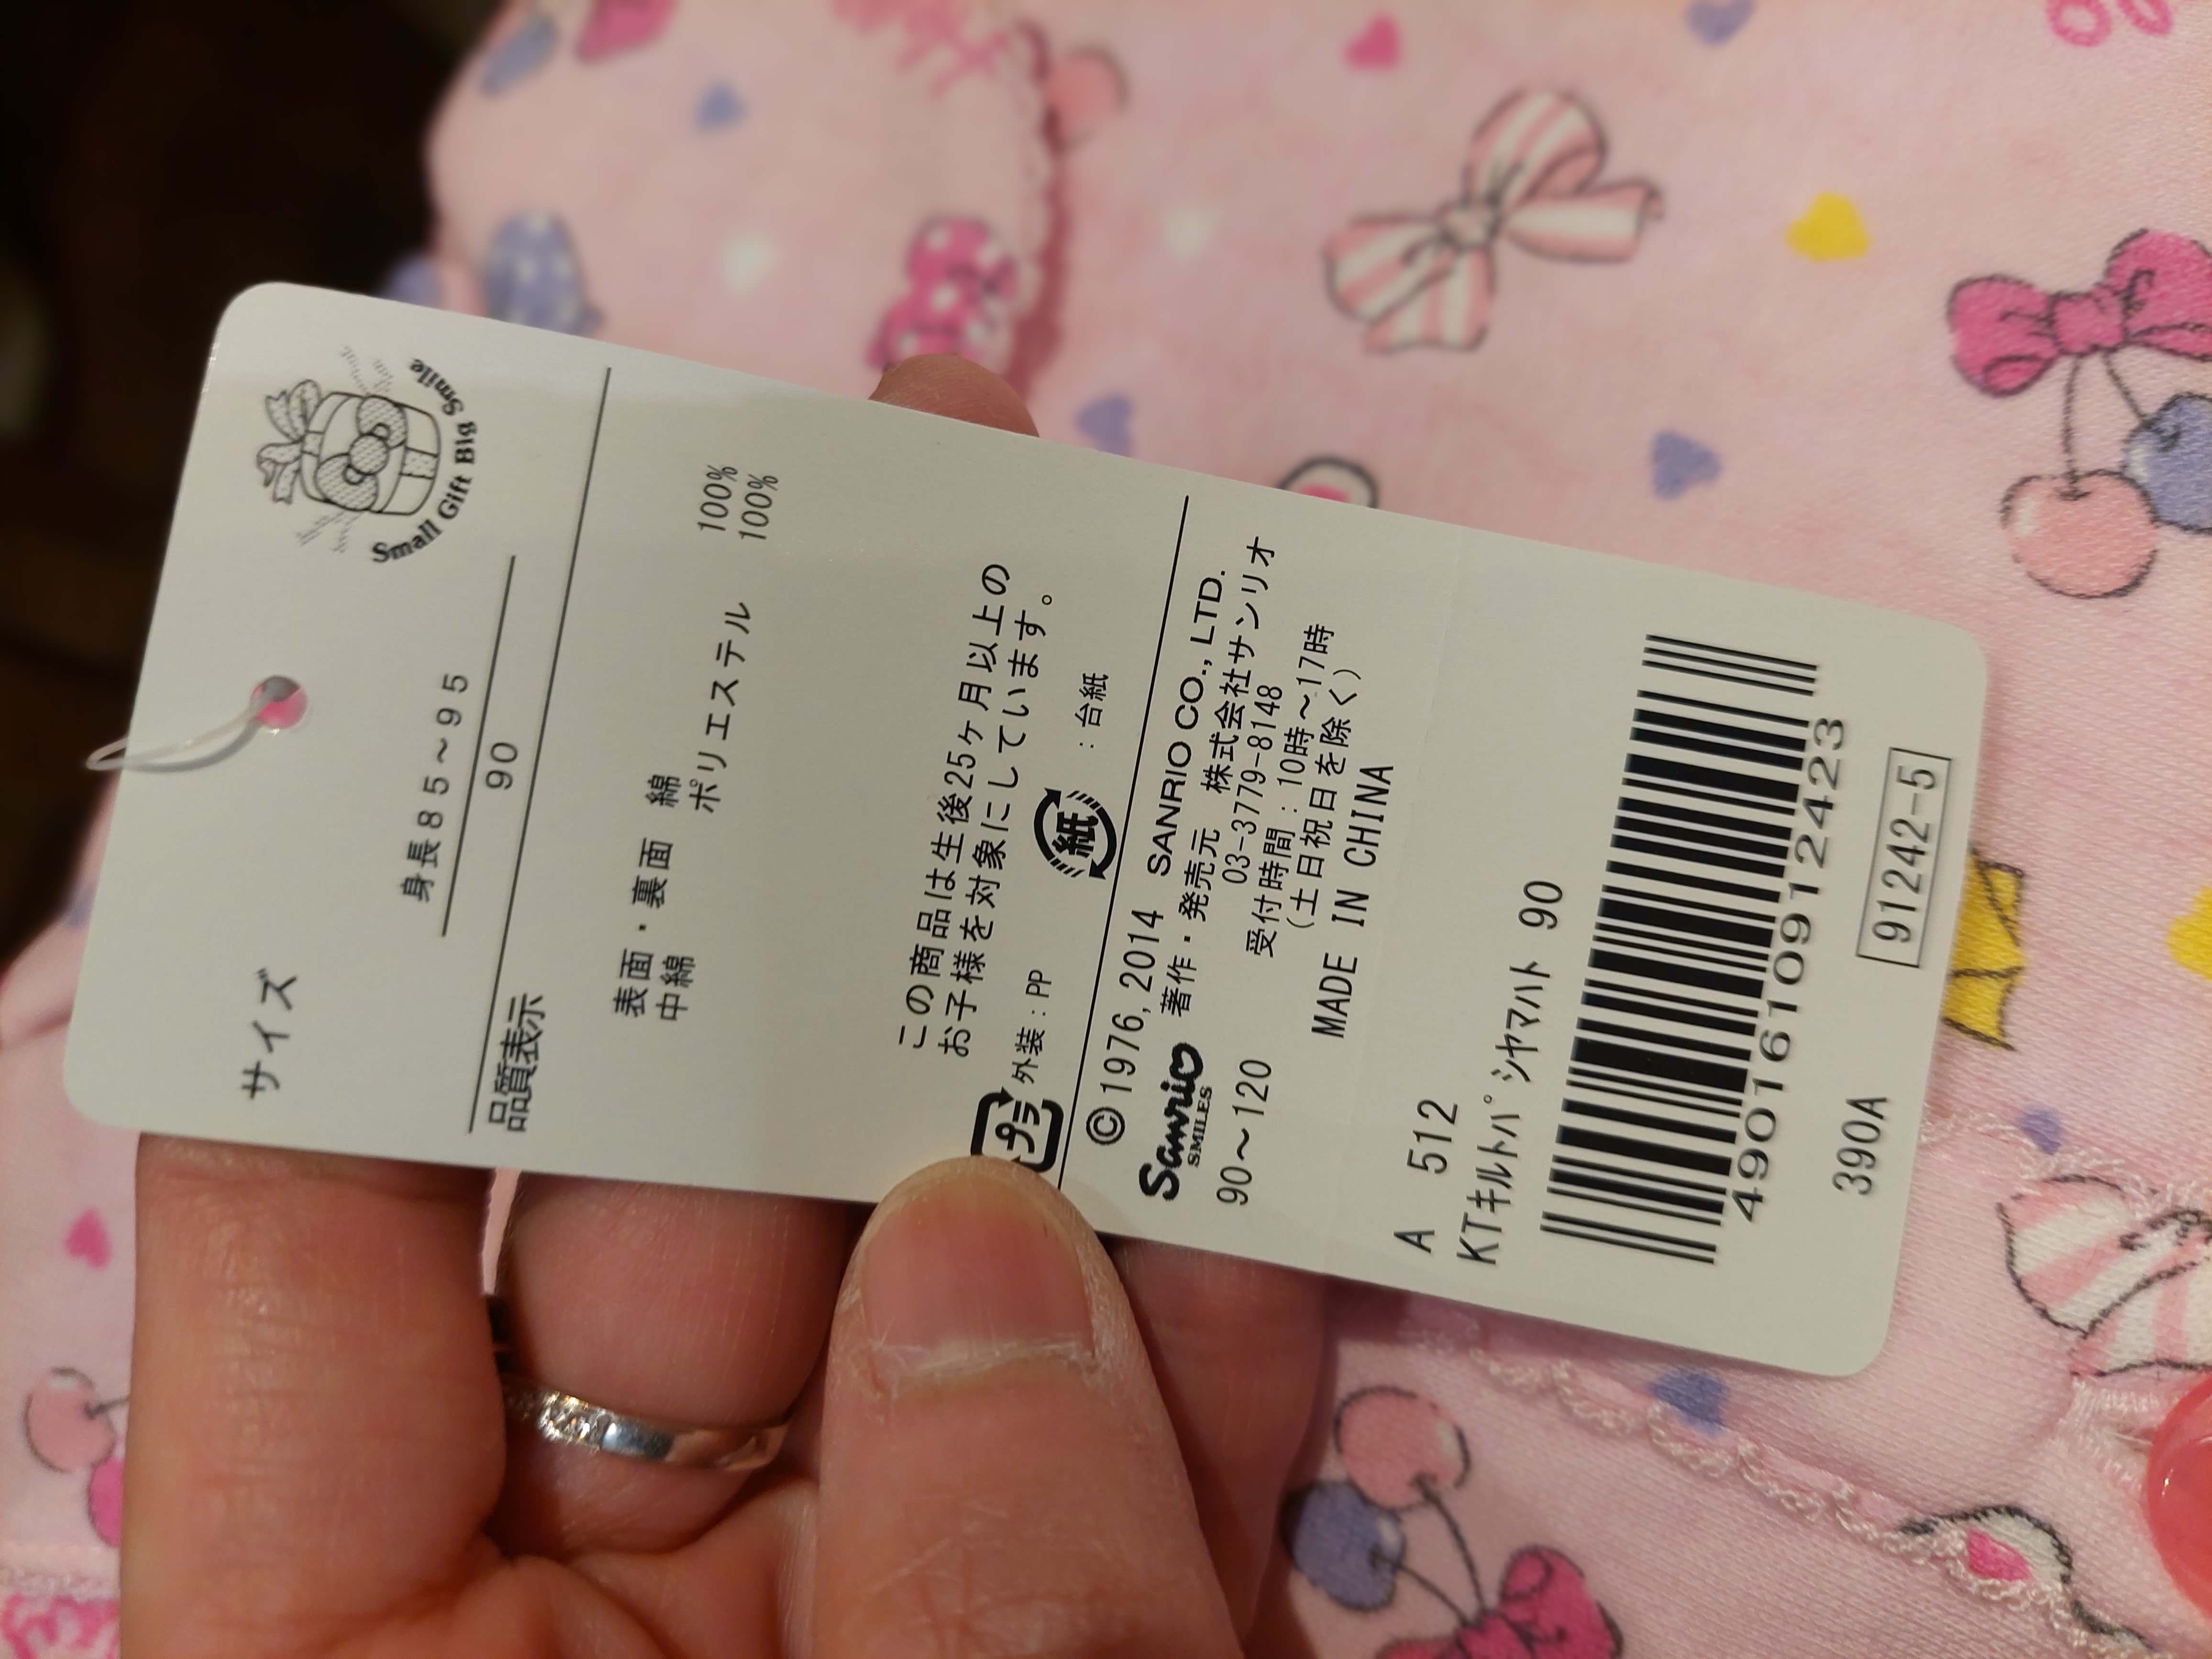 Small Gift Big Smile
サイズ
身長85～95
90
品質表示
表面・裏面 綿 100%
中綿 ポリエステル 100%
この商品は生後25ヶ月以上の
お子様を対象にしています。
プラ 外装：PP 紙 ：台紙
©1976, 2014 SANRIO CO., LTD.
Sanrio SMILES
著作・発売元 株式会社サンリオ
03-3779-8148
90～120
受付時間：10時～17時
（土日祝日を除く）
MADE IN CHINA
A 512
KTキルトパジヤマハト 90
4901610912423
390A 91242-5